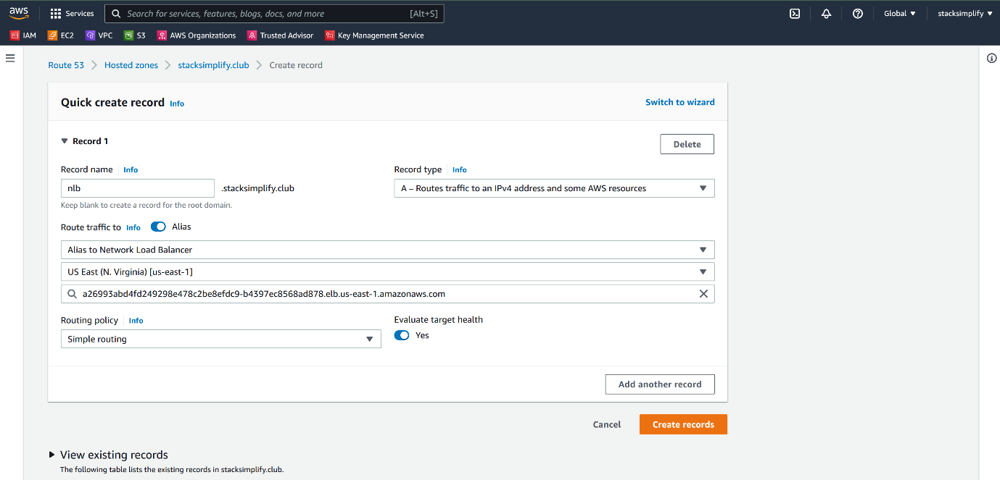 aws Services Search for services, features, blogs, docs, and more [Alt+S] Global stacksimplify
IAM EC2 VPC S3 AWS Organizations Trusted Advisor Key Management Service
Route 53 Hosted zones stacksimplify.club Create record
Quick create record Info Switch to wizard
Record 1 Delete
Record name Info Record type Info
nlb .stacksimplify.club A – Routes traffic to an IPv4 address and some AWS resources
Keep blank to create a record for the root domain.
Route traffic to Info Alias
Alias to Network Load Balancer
US East (N. Virginia) [us-east-1]
a26993abd4fd249298e478c2be8efdc9-b4397ec8568ad878.elb.us-east-1.amazonaws.com
Routing policy Info Evaluate target health
Simple routing Yes
Add another record
Cancel Create records
View existing records
The following table lists the existing records in stacksimplify.club.